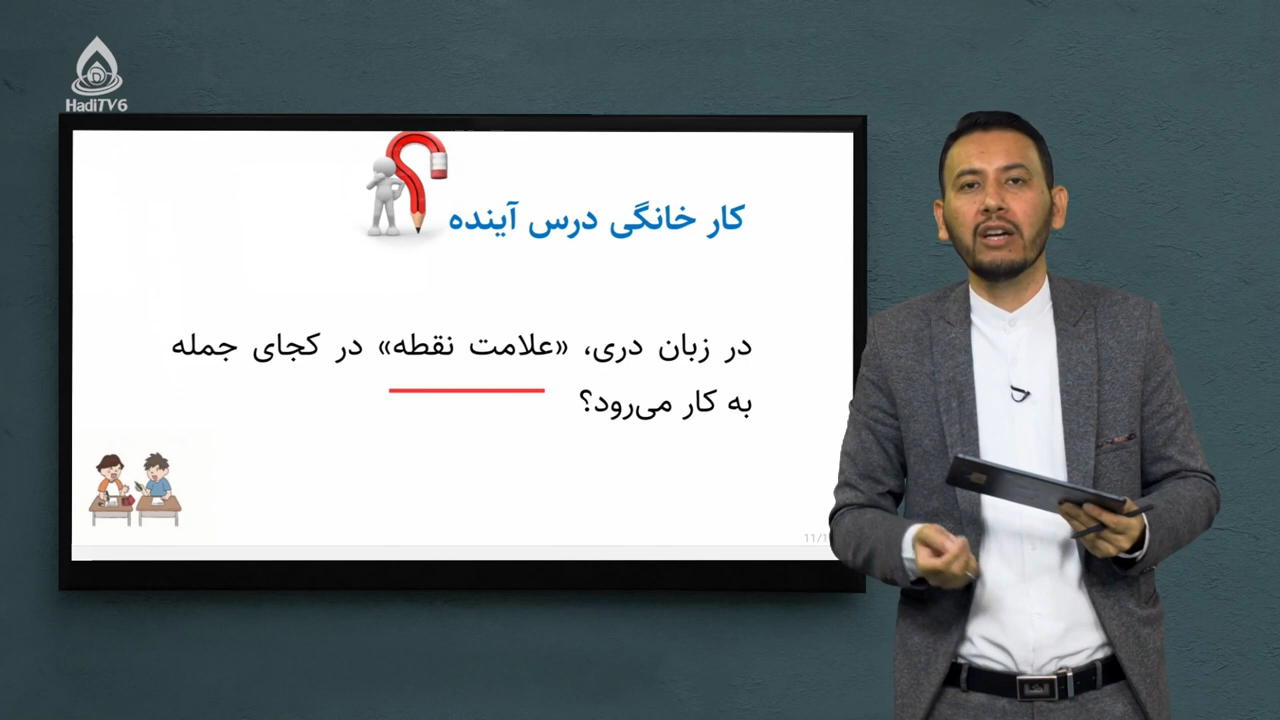 HadiTV6
کار خانگی درس آینده
در زبان دری، «علامت نقطه» در کجای جمله
به کار می‌رود؟